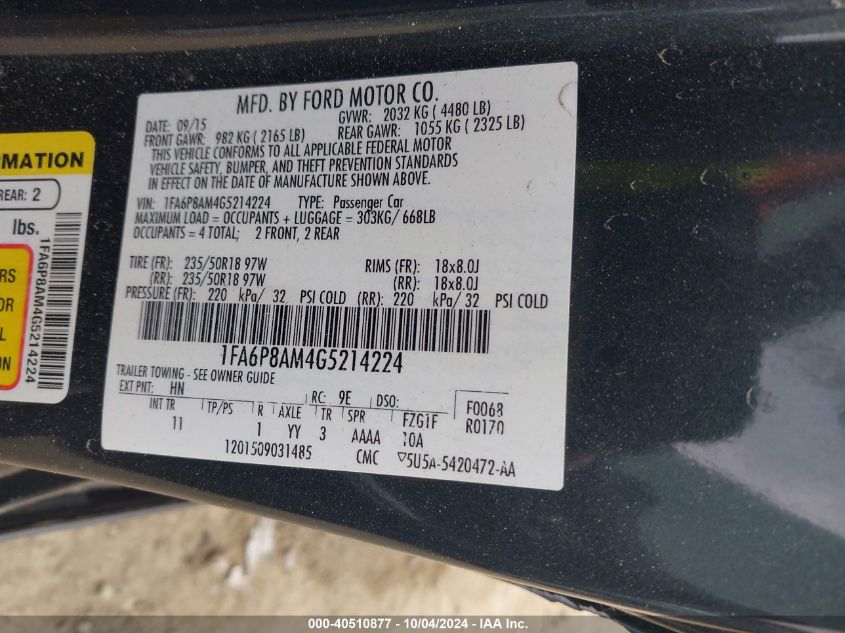 MFD. BY FORD MOTOR CO.
DATE: 09/15 GVWR: 2032 KG ( 4480 LB)
FRONT GAWR: 982 KG ( 2165 LB) REAR GAWR: 1055 KG ( 2325 LB)
THIS VEHICLE CONFORMS TO ALL APPLICABLE FEDERAL MOTOR
VEHICLE SAFETY, BUMPER, AND THEFT PREVENTION STANDARDS
IN EFFECT ON THE DATE OF MANUFACTURE SHOWN ABOVE.
VIN: 1FA6P8AM4G5214224 TYPE: Passenger Car
MAXIMUM LOAD = OCCUPANTS + LUGGAGE = 303KG/ 668LB
OCCUPANTS = 4 TOTAL; 2 FRONT, 2 REAR
TIRE (FR): 235/50R18 97W RIMS (FR): 18x8.0J
(RR): 235/50R18 97W (RR): 18x8.0J
PRESSURE (FR): 220 kPa/ 32 PSI COLD (RR): 220 kPa/ 32 PSI COLD
1FA6P8AM4G5214224
TRAILER TOWING - SEE OWNER GUIDE
EXT PNT: HN RC: 9E DSO: F0068
INT TR TP/PS R AXLE TR SPR FZG1F R0170
11 1 YY 3 AAAA 10A
1201509031485 CMC ▽5U5A-5420472-AA
RMATION
REAR: 2
lbs.
1FA6P8AM4G5214224
RS
OR
L
ON
000-40510877 - 10/04/2024 - IAA Inc.